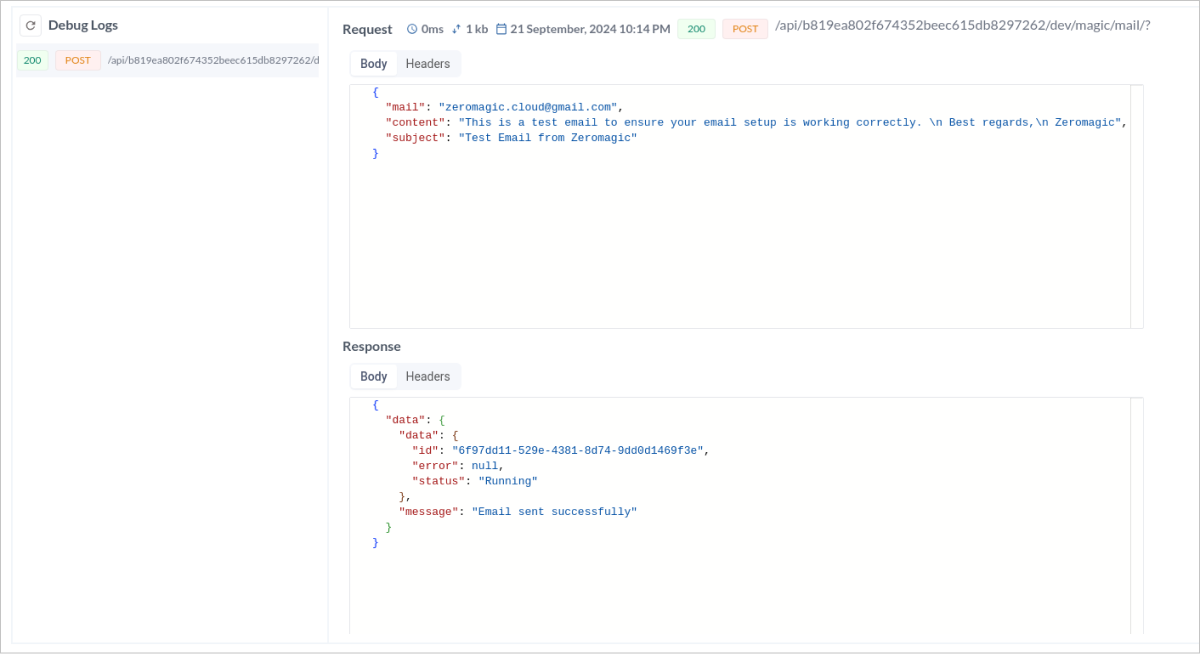 Debug Logs
200 POST /api/b819ea802f674352beec615db8297262/d
Request 0ms 1 kb 21 September, 2024 10:14 PM 200 POST /api/b819ea802f674352beec615db8297262/dev/magic/mail/?
Body Headers
{
"mail": "zeromagic.cloud@gmail.com",
"content": "This is a test email to ensure your email setup is working correctly. \n Best regards,\n Zeromagic",
"subject": "Test Email from Zeromagic"
}
Response
Body Headers
{
"data": {
"data": {
"id": "6f97dd11-529e-4381-8d74-9dd0d1469f3e",
"error": null,
"status": "Running"
},
"message": "Email sent successfully"
}
}